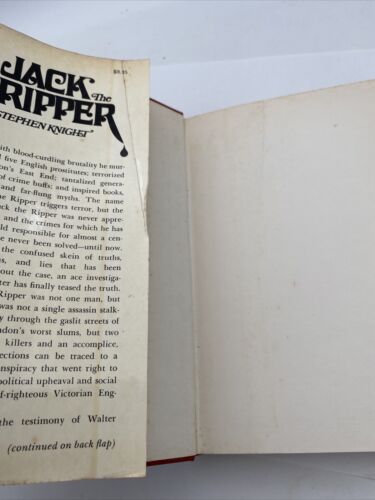 $8.95
JACK
The
RIPPER
STEPHEN KNIGHT
ith blood-curdling brutality he mur-
d five English prostitutes; terrorized
on's East End; tantalized genera-
of crime buffs; and inspired books,
and far-flung myths. The name
he Ripper triggers terror, but the
ck the Ripper was never appre-
and the crimes for which he has
ld responsible for almost a cen-
e never been solved—until now.
the confused skein of truths,
ns, and lies that has been
out the case, an ace investiga-
ter has finally teased the truth.
Ripper was not one man, but
was not a single assassin stalk-
y through the gaslit streets of
don's worst slums, but two
killers and an accomplice,
ections can be traced to a
nspiracy that went right to
political upheaval and social
f-righteous Victorian Eng-
the testimony of Walter
(continued on back flap)